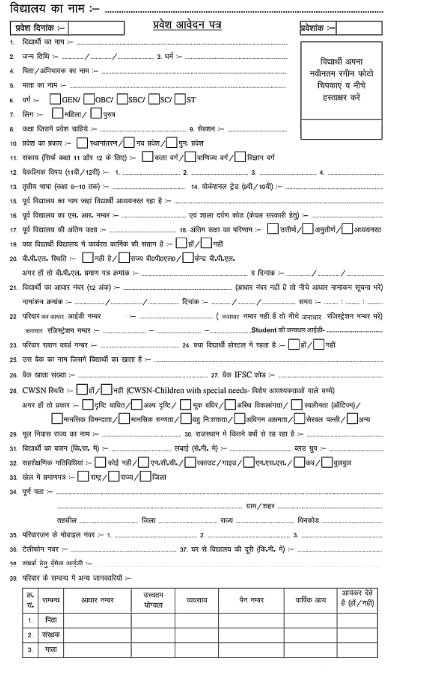 विद्यालय का नाम :– ....................
प्रवेश दिनांक :–
प्रवेश आवेदन पत्र
प्रवेशांक :–
1. विद्यार्थी का नाम :– ....................
विद्यार्थी अपना
नवीनतम रंगीन फोटो
चिपकाएं व नीचे
हस्ताक्षर करे
2. जन्म तिथि :– ........../........../.......... 3. धर्म :– ....................
4. पिता/अभिभावक का नाम :– ....................
5. माता का नाम :– ....................
6. वर्ग :– □GEN/ □OBC/ □SBC/ □SC/ □ST
7. लिंग :– □महिला/ □पुरुष
8. कक्षा जिसमें प्रवेश चाहिये :– .................... 9. सेक्शन :– ....................
10. प्रवेश का प्रकार :– □स्थानांतरण/ □नव प्रवेश/ □पुनः प्रवेश
11. संकाय (सिर्फ कक्षा 11 और 12 के लिए) :– □कला वर्ग/ □वाणिज्य वर्ग/ □विज्ञान वर्ग
12. वैकल्पिक विषय (11वीं/12वीं) :– 1. .................... 2. .................... 3. .................... 4. ....................
13. तृतीय भाषा (कक्षा 6–10 तक) :– .................... 14. वोकेशनल ट्रेड (9वीं/10वीं) :– ....................
15. पूर्व विद्यालय का नाम जहां विद्यार्थी अध्ययनरत रहा है :– ....................
16. पूर्व विद्यालय का एस. आर. नम्बर :– .................... एवं शाला दर्पण कोड (केवल सरकारी हेतु) :– ....................
17. पूर्व विद्यालय की अंतिम कक्षा :– .................... 18. अंतिम कक्षा का परिणाम :– □उत्तीर्ण/ □अनुतीर्ण/ □अध्ययनरत
19. क्या विद्यार्थी विद्यालय में कार्यरत कार्मिक की संतान है :– □हाँ/ □नहीं
20. बी.पी.एल. स्थिति :– □नही है/ □राज्य बी०पी०एल०/ □केन्द्र बी.पी.एल.
अगर हाँ तो बी.पी.एल. प्रमाण पत्र क्रमांक :– .................... व दिनांक :– ........../........../..........
21. विद्यार्थी का आधार नंबर (12 अंक) :– .................... (आधार नंबर नहीं है तो नीचे आधार नामांकन सूचना भरें)
नामांकन क्रमांक :– ........../........../.......... दिनांक :– ........../........../.......... समय :– ..... : ..... : .....
22. परिवार जन आधार आईडी नम्बर :– .................... ( जनाधार नम्बर नहीं है तो नीचे जनाधार रजिस्ट्रेशन नम्बर भरें)
जनाधार रजिस्ट्रेशन नम्बर :– .......... – .......... – .......... Student की जनाधार आईडी- ..........
23. परिवार राशन कार्ड नम्बर :– .................... 24. क्या विद्यार्थी होस्टल में रहता है :– □हाँ/ □नहीं
25. उस बैंक का नाम जिसमें विद्यार्थी का खाता है :– ....................
26. बैंक खाता संख्या :– .................... 27. बैंक IFSC कोड :– ....................
28. CWSN स्थिति :– □हाँ/ □नही (CWSN-Children with special needs- विशेष आवश्यकताओं वाले बच्चे)
अगर हाँ तो प्रकार :– □दृष्टि बाधित/ □अल्प दृष्टि/ □मूक बधिर/ □अस्थि विकलांगता/ □स्वलीनता (ऑटिज्म)/
□मानसिक विमन्दता/ □मानसिक रुग्णता/ □बहु निःशक्तता/ □अधिगम अक्षमता/ □सेरेब्रल पल्सी/ □अन्य
29. मूल निवास राज्य का नाम :– .................... 30. राजस्थान में कितने वर्षो से रह रहा है :– ....................
31. विद्यार्थी का वजन (कि.ग्रा. में) :– .................... लंबाई (से.मी. में) :– .................... ब्लड ग्रुप :– ....................
32. सहशैक्षणिक गतिविधियां :– □कोई नहीं/ □एन.सी.सी./ □स्काउट/गाइड/ □एन.एस.एस./ □कब/ □बुलबुल
33. खेल में प्रमाणपत्र :– □राष्ट्र/ □राज्य/ □जिला
34. पूर्ण पता :– ....................
.................... ग्राम/शहर ....................
तहसील .................... जिला .................... राज्य .................... पिनकोड ....................
35. परिवारजन के मोबाइल नंबर :– 1. .................... 2. .................... 3. ....................
36. टेलीफोन नंबर :– .................... 37. घर से विद्यालय की दूरी (कि.मी. में) :– ....................
38. संपर्क हेतु ईमेल आईडी :– ....................
39. परिवार के सम्बन्ध मे अन्य जानकारियाँ :–
क्र. सं. सम्बन्ध आधार नम्बर उच्चतम योग्यता व्यवसाय पेन नम्बर वार्षिक आय आयकर देते है (हाँ/नहीं)
1. पिता
2. संरक्षक
3. माता